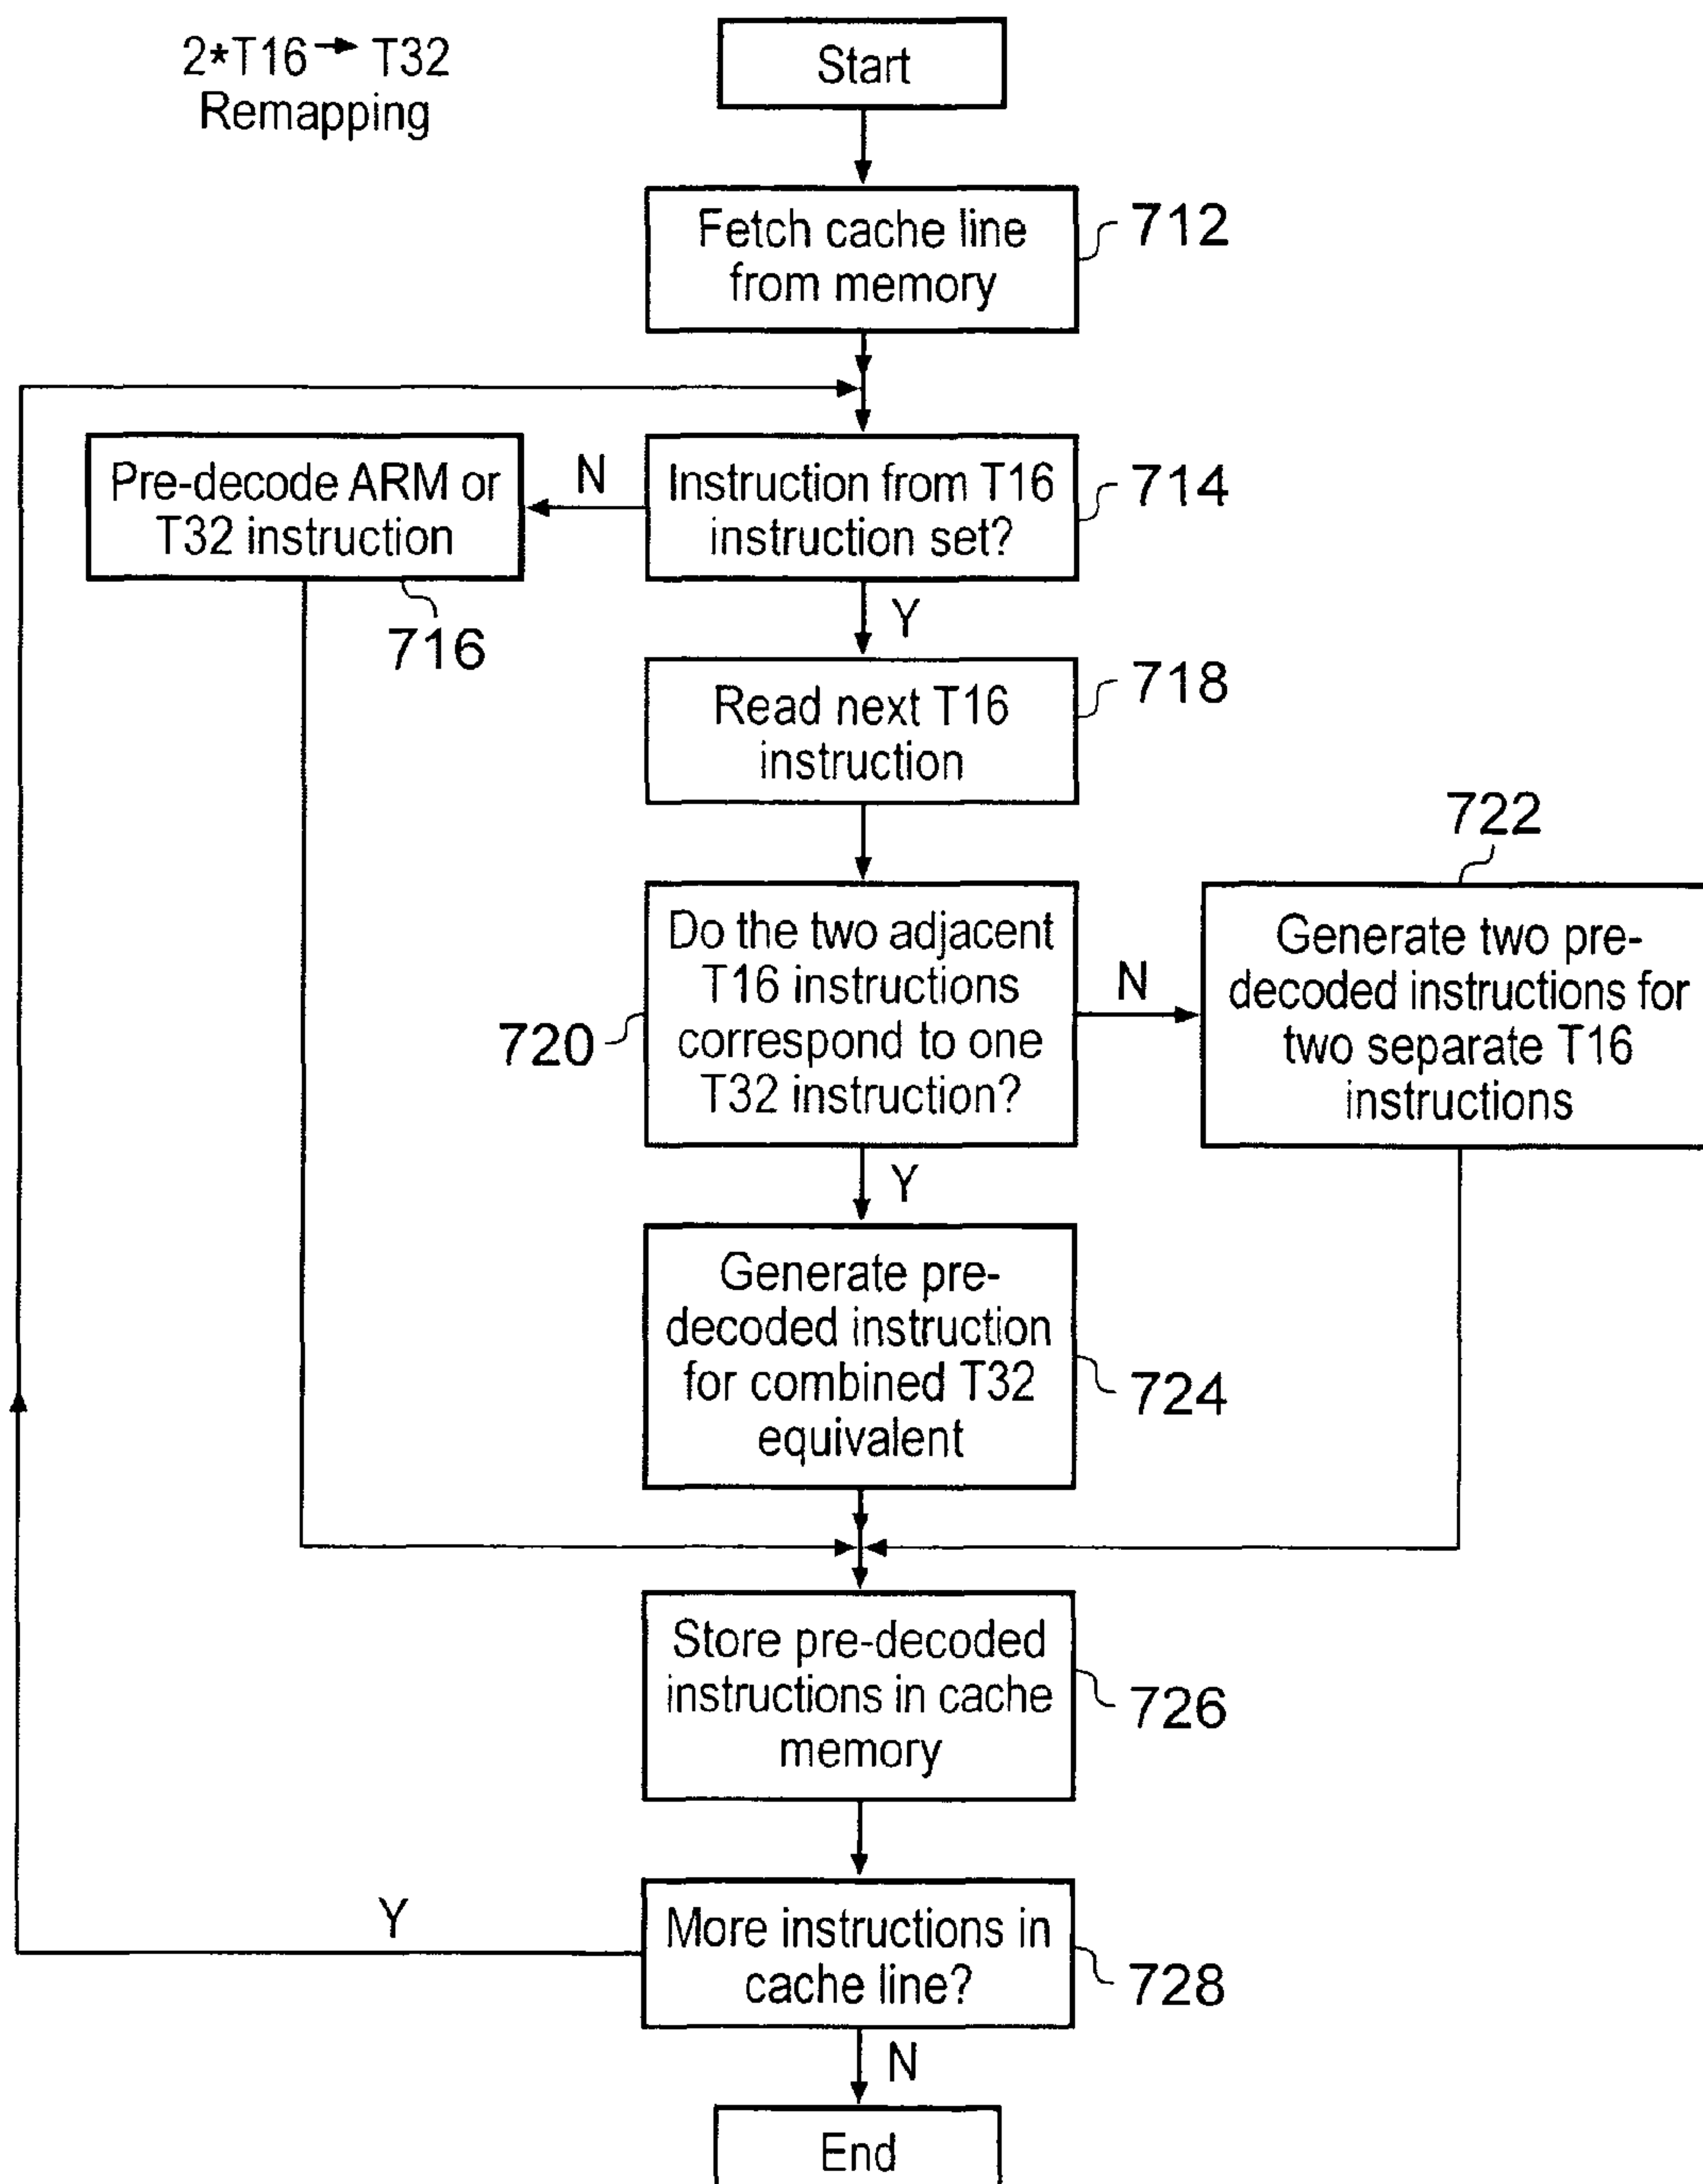 2*T16 → T32
Remapping
Start
Fetch cache line
from memory
712
Pre-decode ARM or
T32 instruction
N
Instruction from T16
instruction set?
714
716
Y
Read next T16
instruction
718
722
Do the two adjacent
T16 instructions
correspond to one
T32 instruction?
720
N
Generate two pre-
decoded instructions for
two separate T16
instructions
Y
Generate pre-
decoded instruction
for combined T32
equivalent
724
Store pre-decoded
instructions in cache
memory
726
Y
More instructions in
cache line?
728
N
End